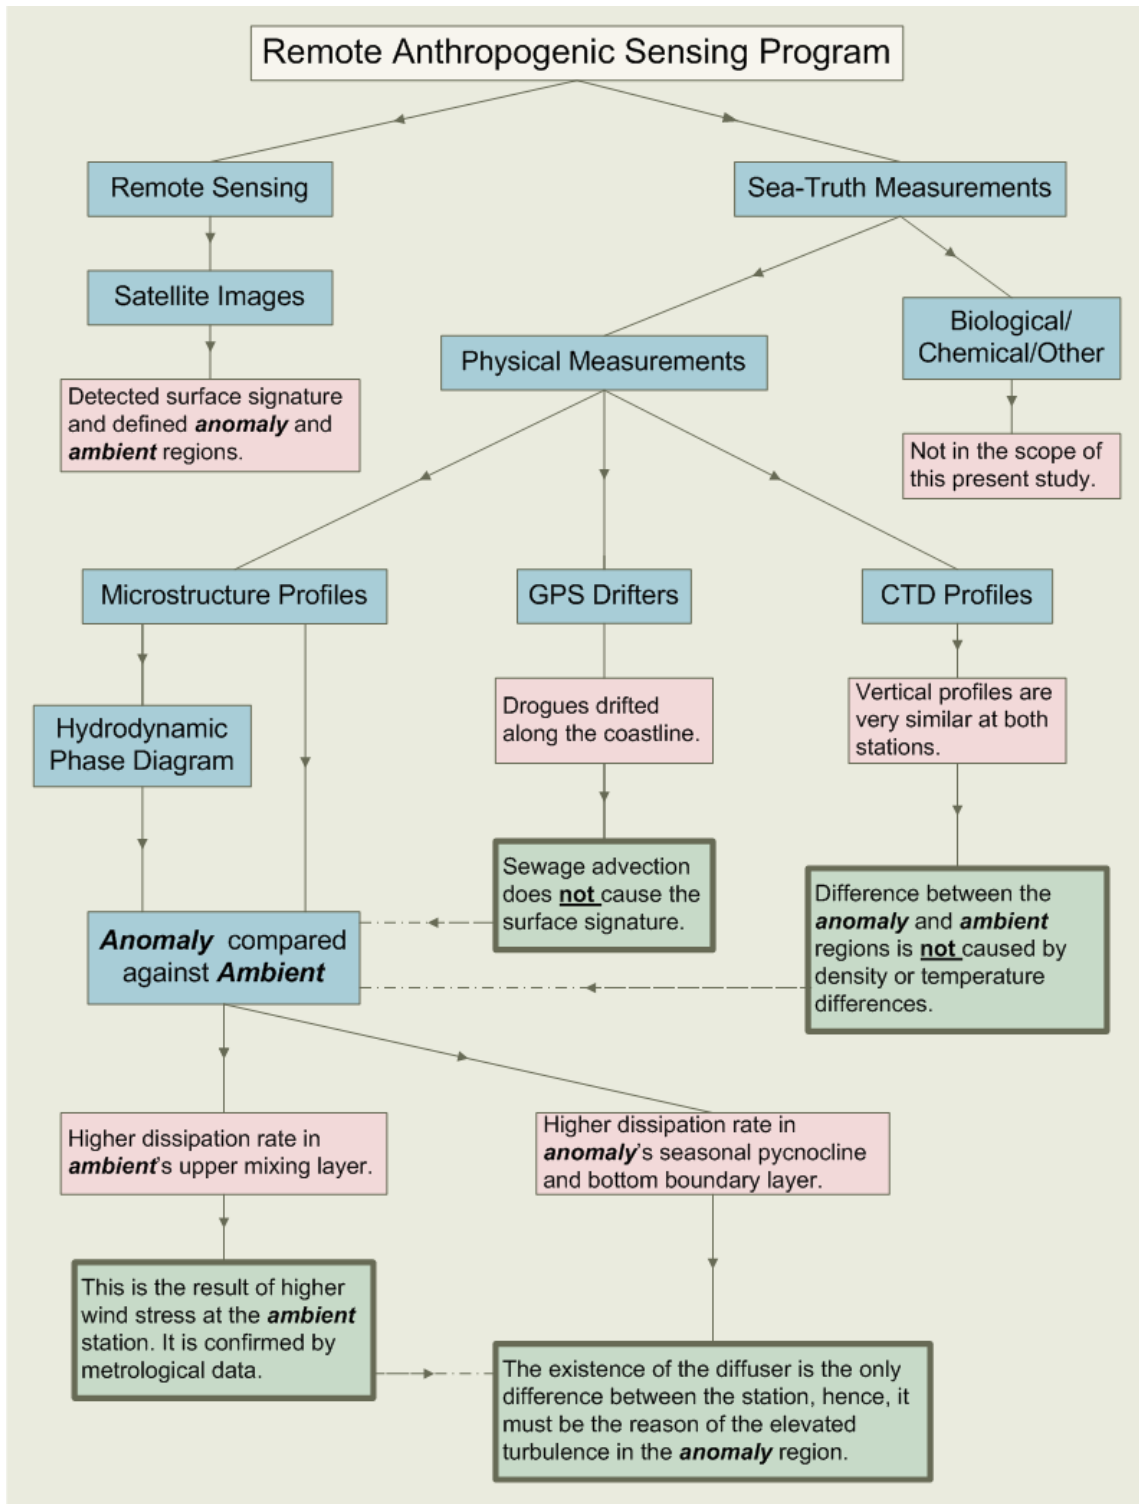 Remote Anthropogenic Sensing Program
Remote Sensing
Sea-Truth Measurements
Satellite Images
Biological/
Chemical/Other
Physical Measurements
Detected surface signature
and defined anomaly and
ambient regions.
Not in the scope of
this present study.
Microstructure Profiles
GPS Drifters
CTD Profiles
Hydrodynamic
Phase Diagram
Drogues drifted
along the coastline.
Vertical profiles are
very similar at both
stations.
Sewage advection
does not cause the
surface signature.
Difference between the
anomaly and ambient
regions is not caused by
density or temperature
differences.
Anomaly compared
against Ambient
Higher dissipation rate in
ambient's upper mixing layer.
Higher dissipation rate in
anomaly's seasonal pycnocline
and bottom boundary layer.
This is the result of higher
wind stress at the ambient
station. It is confirmed by
metrological data.
The existence of the diffuser is the only
difference between the station, hence, it
must be the reason of the elevated
turbulence in the anomaly region.